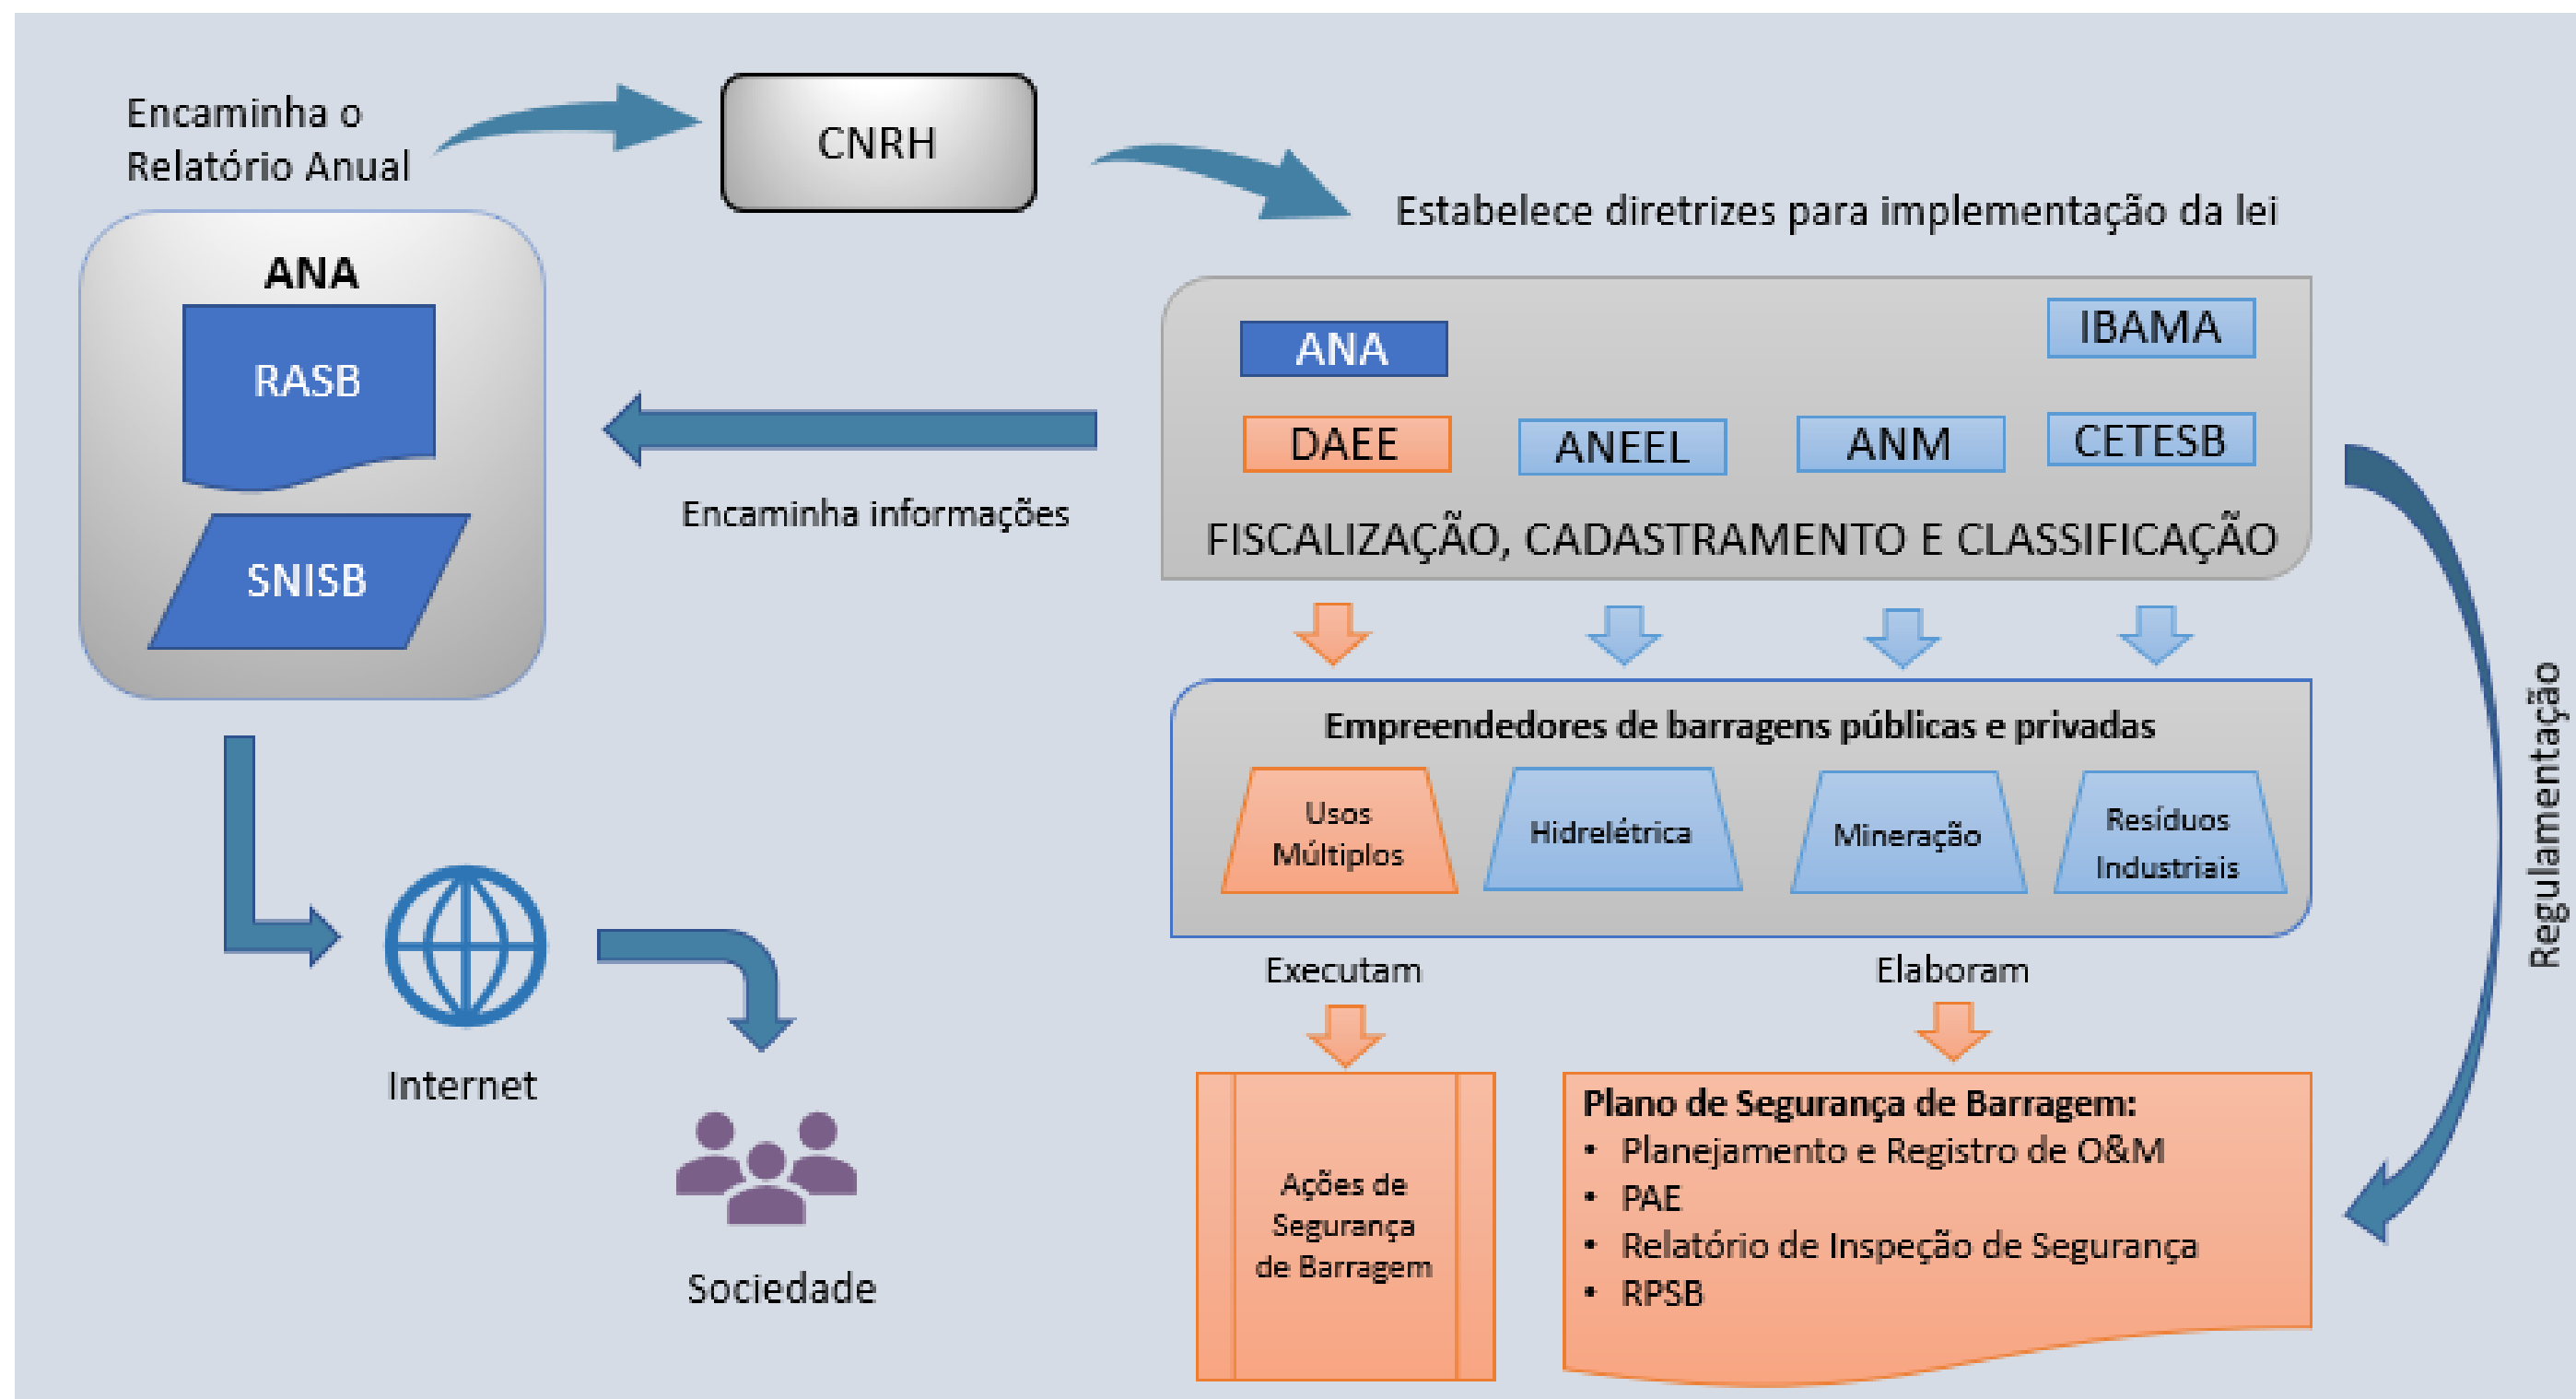 Encaminha o
Relatório Anual
CNRH
Estabelece diretrizes para implementação da lei
ANA
RASB
SNISB
Encaminha informações
ANA
IBAMA
DAEE
ANEEL
ANM
CETESB
FISCALIZAÇÃO, CADASTRAMENTO E CLASSIFICAÇÃO
Empreendedores de barragens públicas e privadas
Usos
Múltiplos
Hidrelétrica
Mineração
Resíduos
Industriais
Regulamentação
Executam
Elaboram
Internet
Sociedade
Ações de
Segurança
de Barragem
Plano de Segurança de Barragem:
• Planejamento e Registro de O&M
• PAE
• Relatório de Inspeção de Segurança
• RPSB